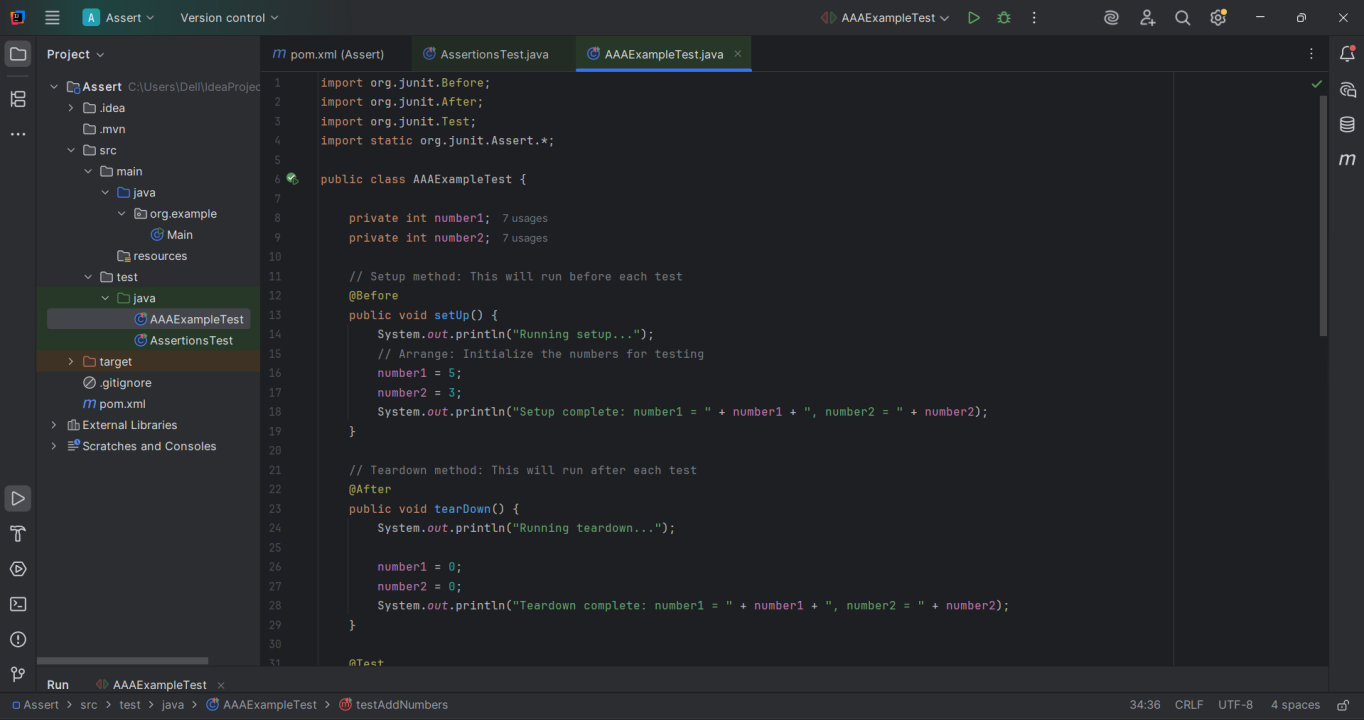 A Assert Version control AAAExampleTest
Project
pom.xml (Assert) AssertionsTest.java AAAExampleTest.java
Assert C:\Users\Dell\IdeaProjec
.idea
.mvn
src
main
java
org.example
Main
resources
test
java
AAAExampleTest
AssertionsTest
target
.gitignore
pom.xml
External Libraries
Scratches and Consoles
1 import org.junit.Before;
2 import org.junit.After;
3 import org.junit.Test;
4 import static org.junit.Assert.*;
5
6 public class AAAExampleTest {
7
8 private int number1; 7 usages
9 private int number2; 7 usages
10
11 // Setup method: This will run before each test
12 @Before
13 public void setUp() {
14 System.out.println("Running setup...");
15 // Arrange: Initialize the numbers for testing
16 number1 = 5;
17 number2 = 3;
18 System.out.println("Setup complete: number1 = " + number1 + ", number2 = " + number2);
19 }
20
21 // Teardown method: This will run after each test
22 @After
23 public void tearDown() {
24 System.out.println("Running teardown...");
25
26 number1 = 0;
27 number2 = 0;
28 System.out.println("Teardown complete: number1 = " + number1 + ", number2 = " + number2);
29 }
30
31 @Test
Run AAAExampleTest
Assert > src > test > java > AAAExampleTest > testAddNumbers 34:36 CRLF UTF-8 4 spaces